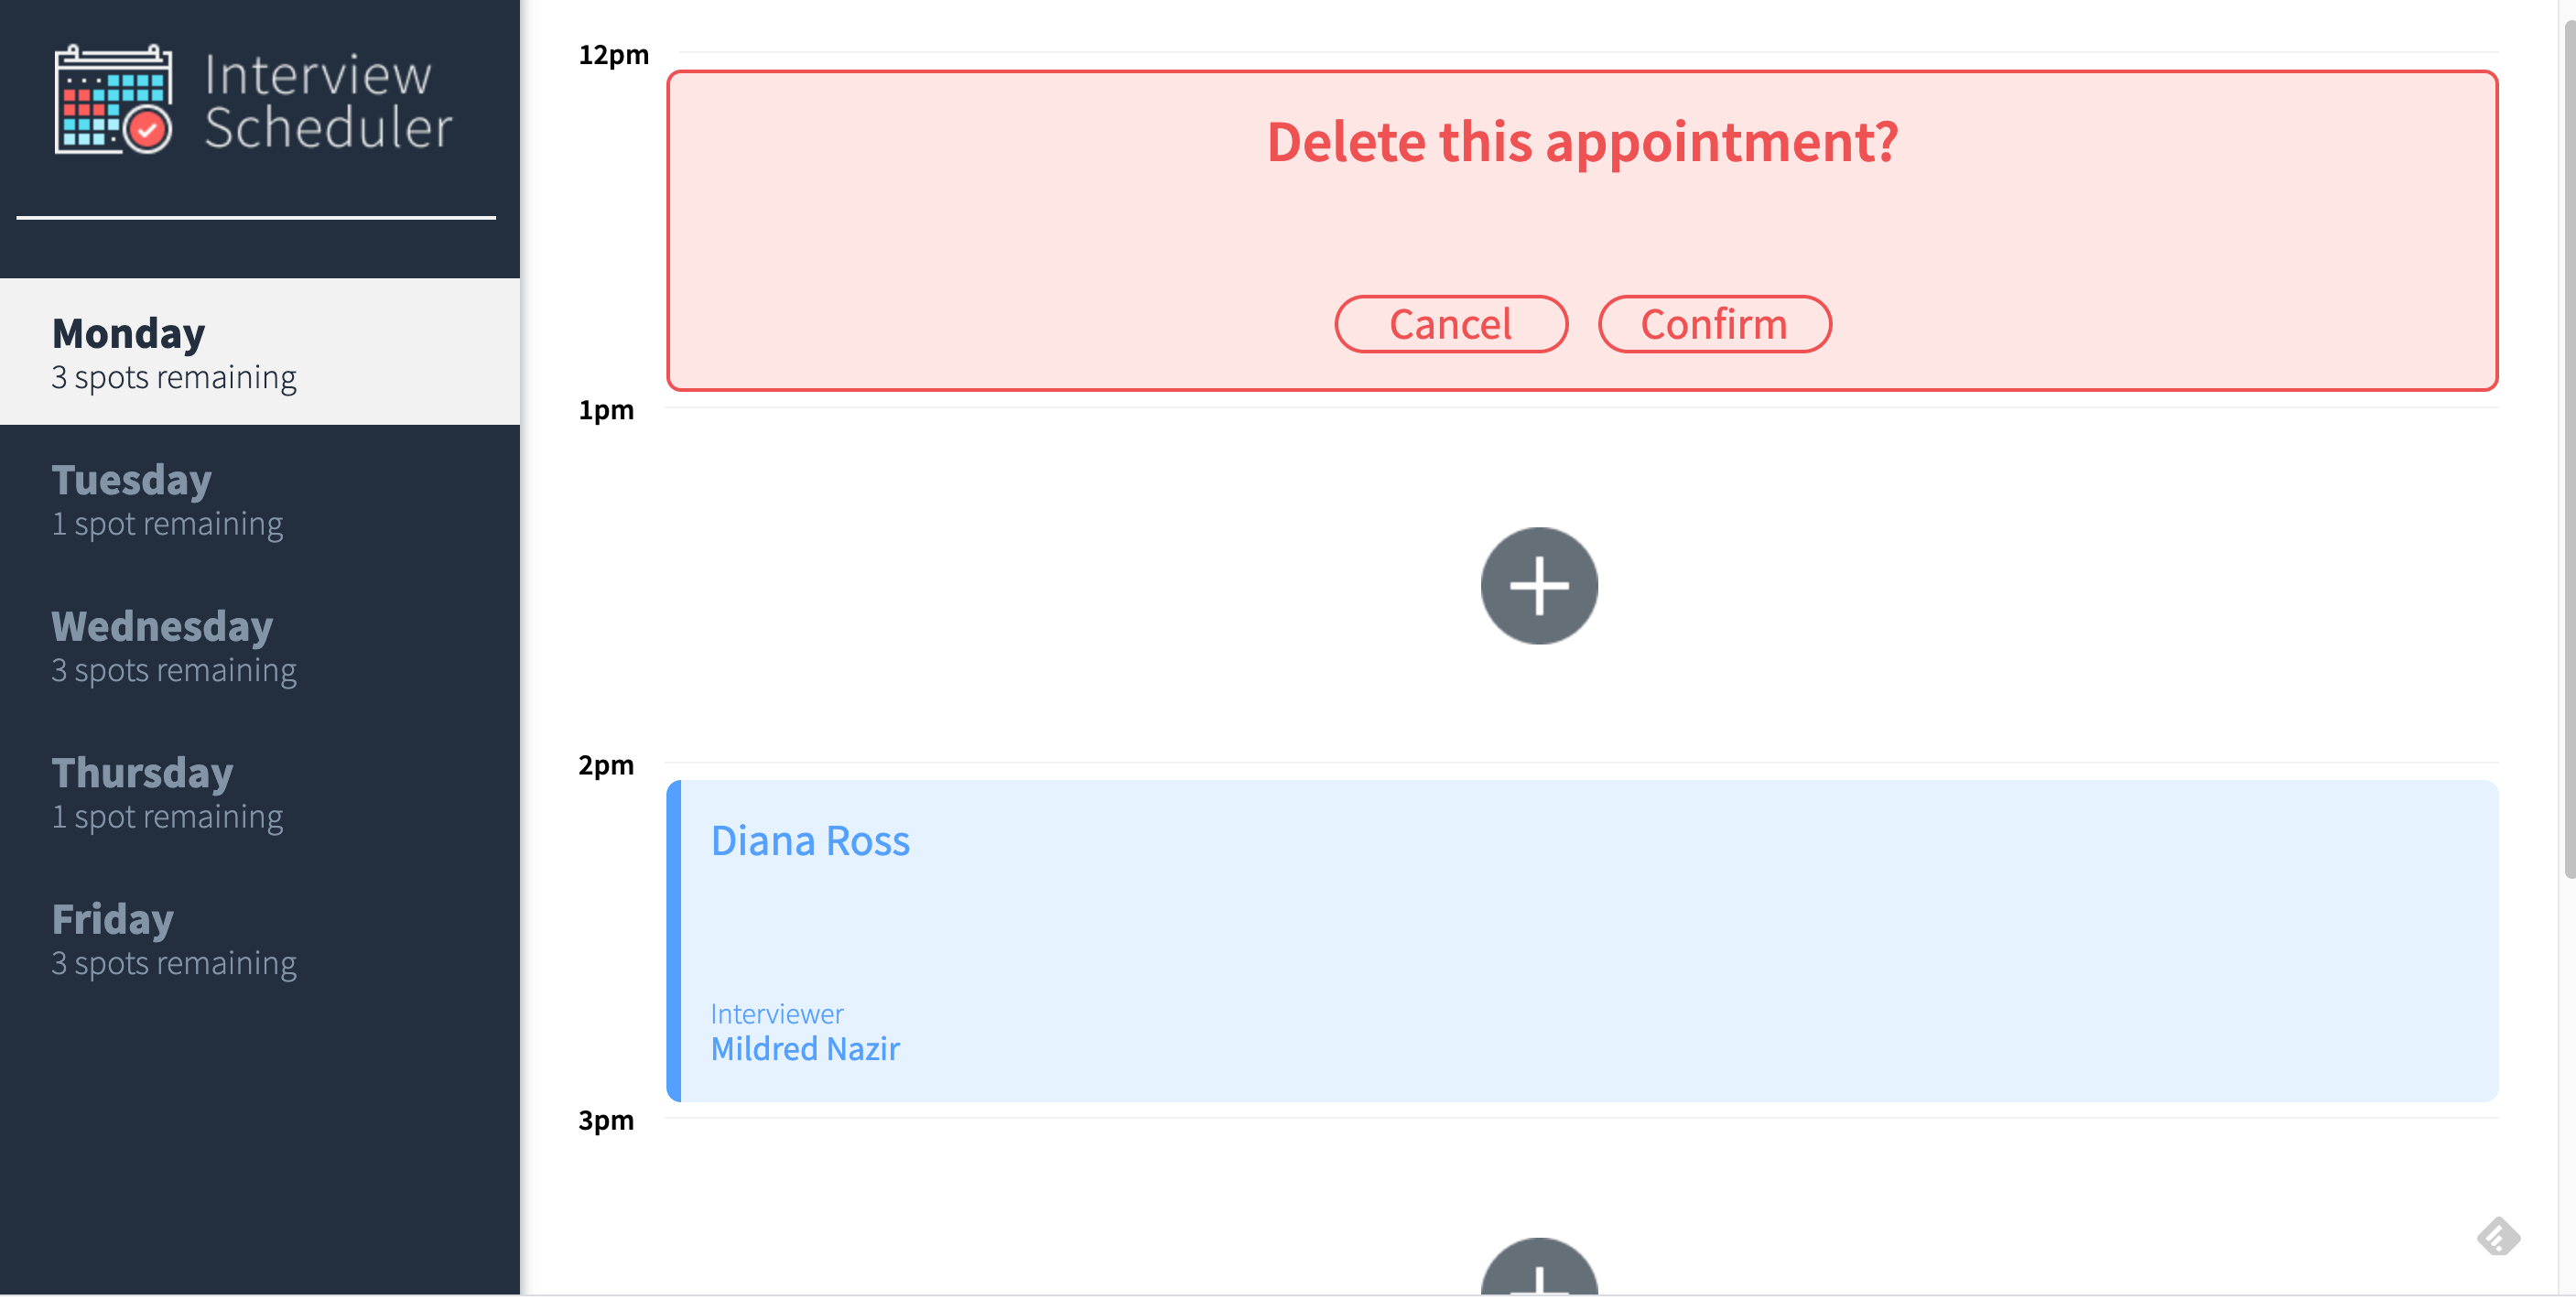 Interview
Scheduler
Monday
3 spots remaining
Tuesday
1 spot remaining
Wednesday
3 spots remaining
Thursday
1 spot remaining
Friday
3 spots remaining
12pm
Delete this appointment?
Cancel
Confirm
1pm
2pm
Diana Ross
Interviewer
Mildred Nazir
3pm